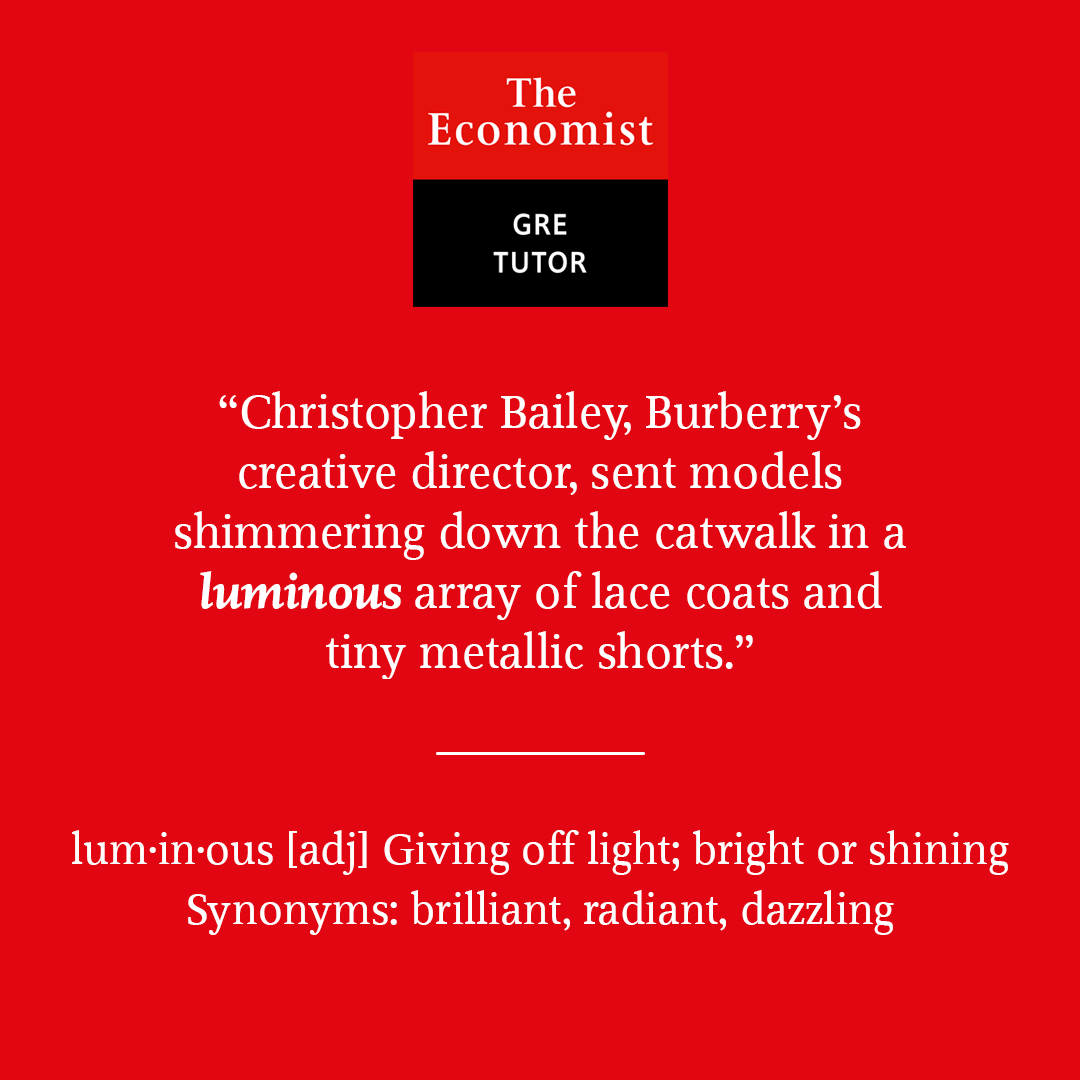 The
Economist
GRE
TUTOR
“Christopher Bailey, Burberry’s
creative director, sent models
shimmering down the catwalk in a
luminous array of lace coats and
tiny metallic shorts.”
lum·in·ous [adj] Giving off light; bright or shining
Synonyms: brilliant, radiant, dazzling